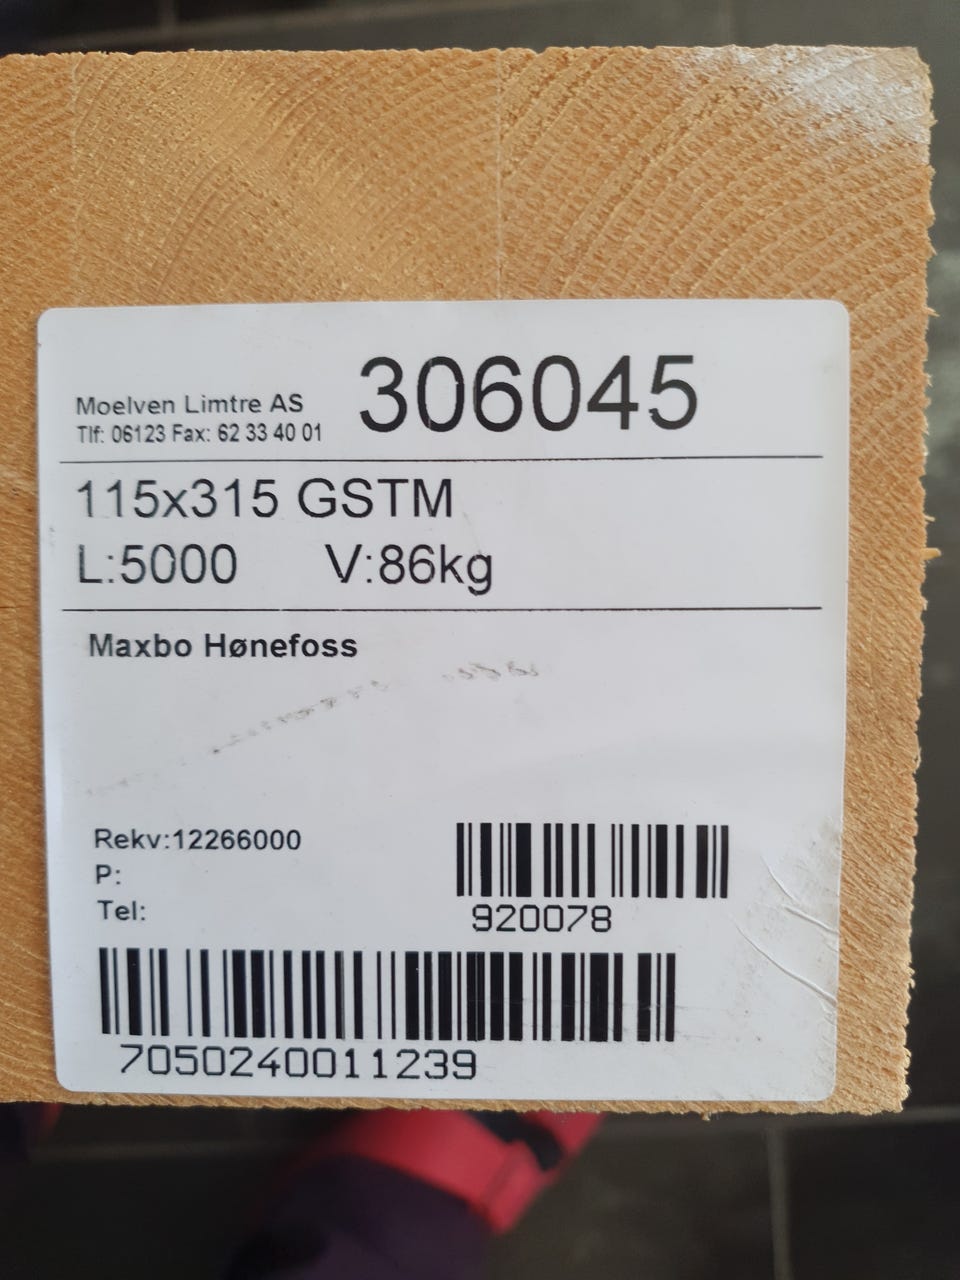 Moelven Limtre AS
306045
Tlf: 06123 Fax: 62 33 40 01
115x315 GSTM
L:5000 V:86kg
Maxbo Hønefoss
Rekv:12266000
P:
Tel:
920078
7050240011239